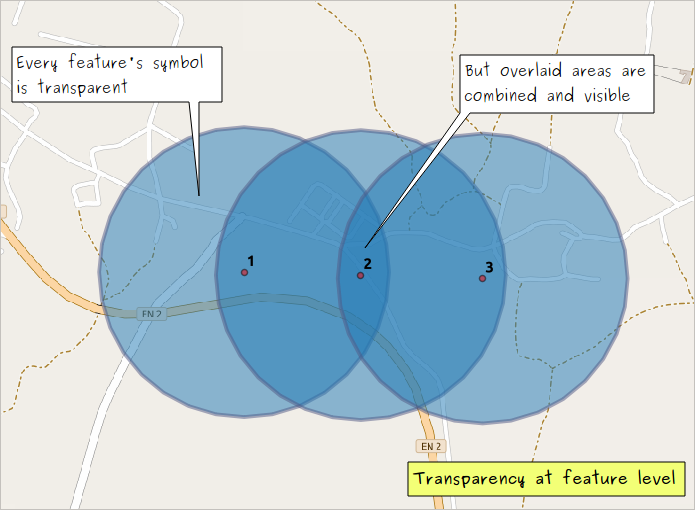 Every feature's symbol
is transparent
But overlaid areas are
combined and visible
1
2
3
EN 2
EN 2
Transparency at feature level